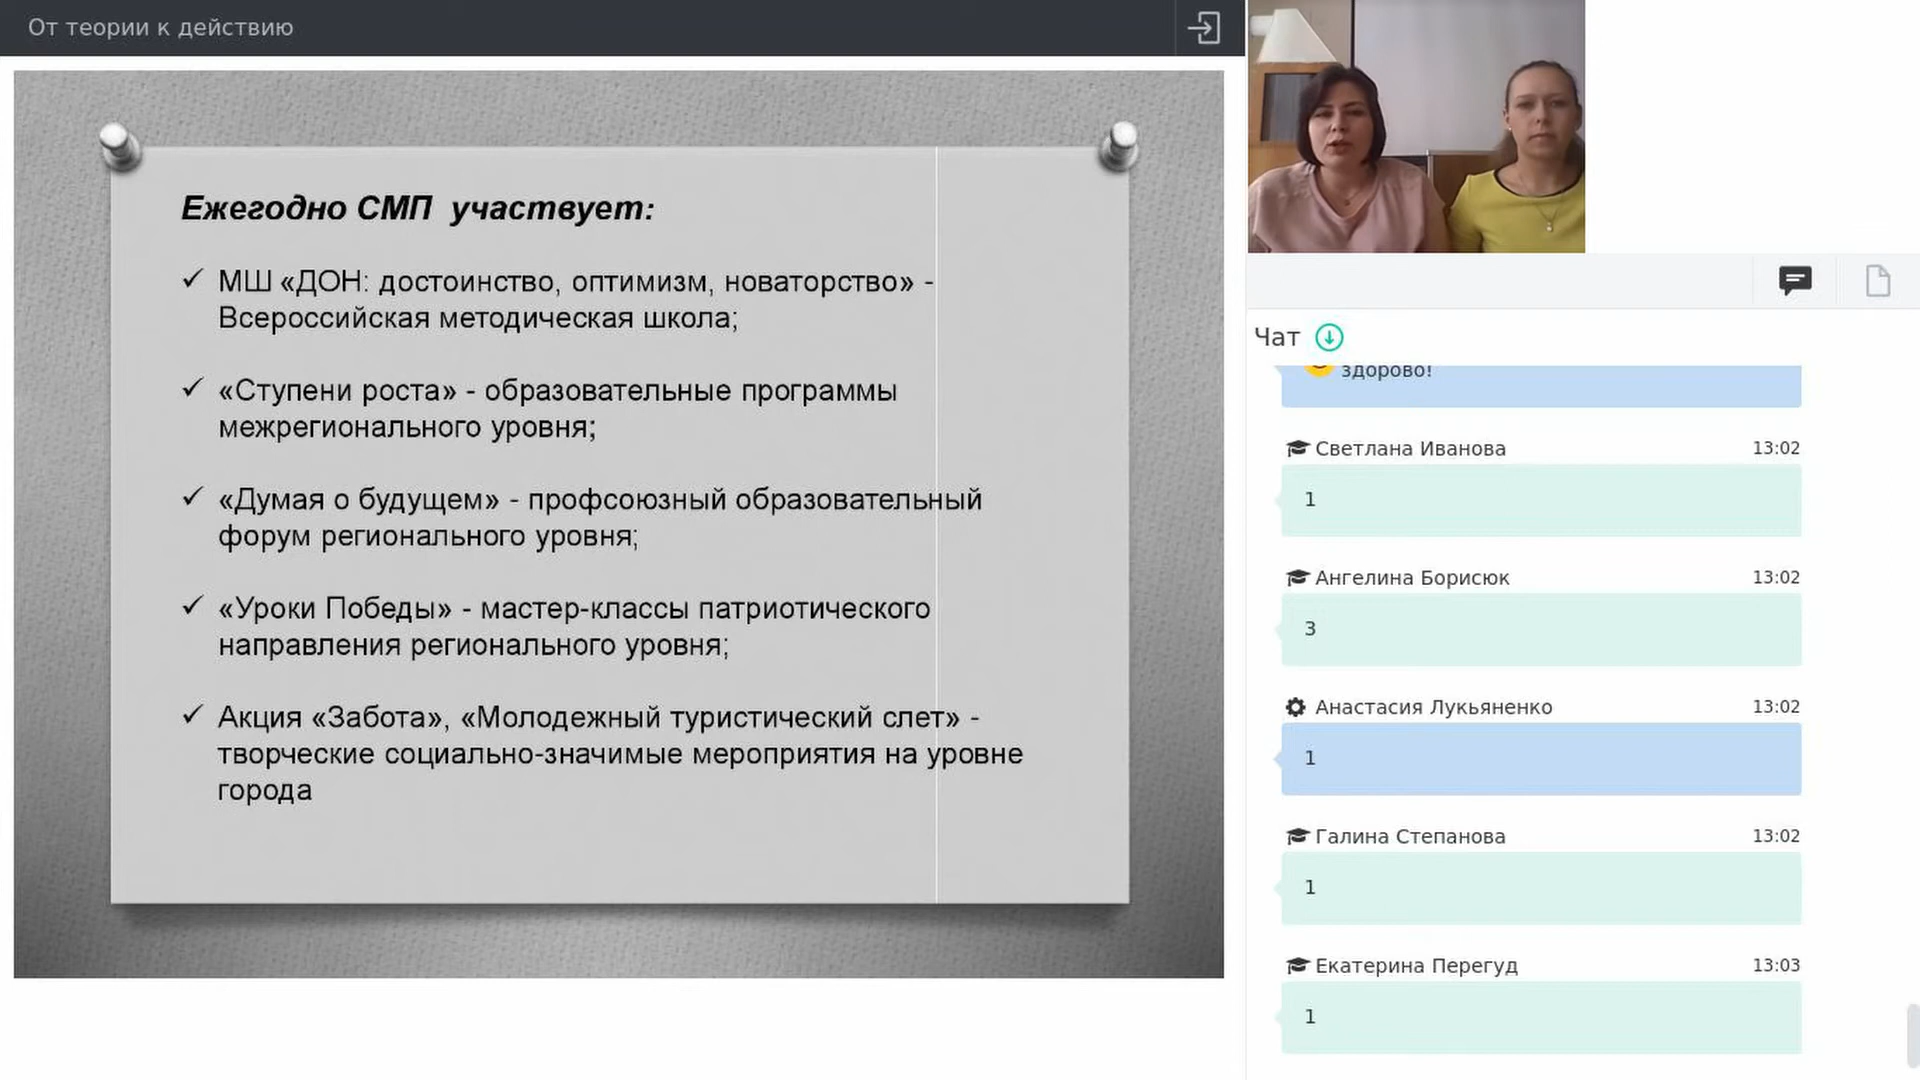 От теории к действию
Ежегодно СМП участвует:
✓ МШ «ДОН: достоинство, оптимизм, новаторство» -
Всероссийская методическая школа;
✓ «Ступени роста» - образовательные программы
межрегионального уровня;
✓ «Думая о будущем» - профсоюзный образовательный
форум регионального уровня;
✓ «Уроки Победы» - мастер-классы патриотического
направления регионального уровня;
✓ Акция «Забота», «Молодежный туристический слет» -
творческие социально-значимые мероприятия на уровне
города
Чат
здорово!
Светлана Иванова 13:02
1
Ангелина Борисюк 13:02
3
Анастасия Лукьяненко 13:02
1
Галина Степанова 13:02
1
Екатерина Перегуд 13:03
1